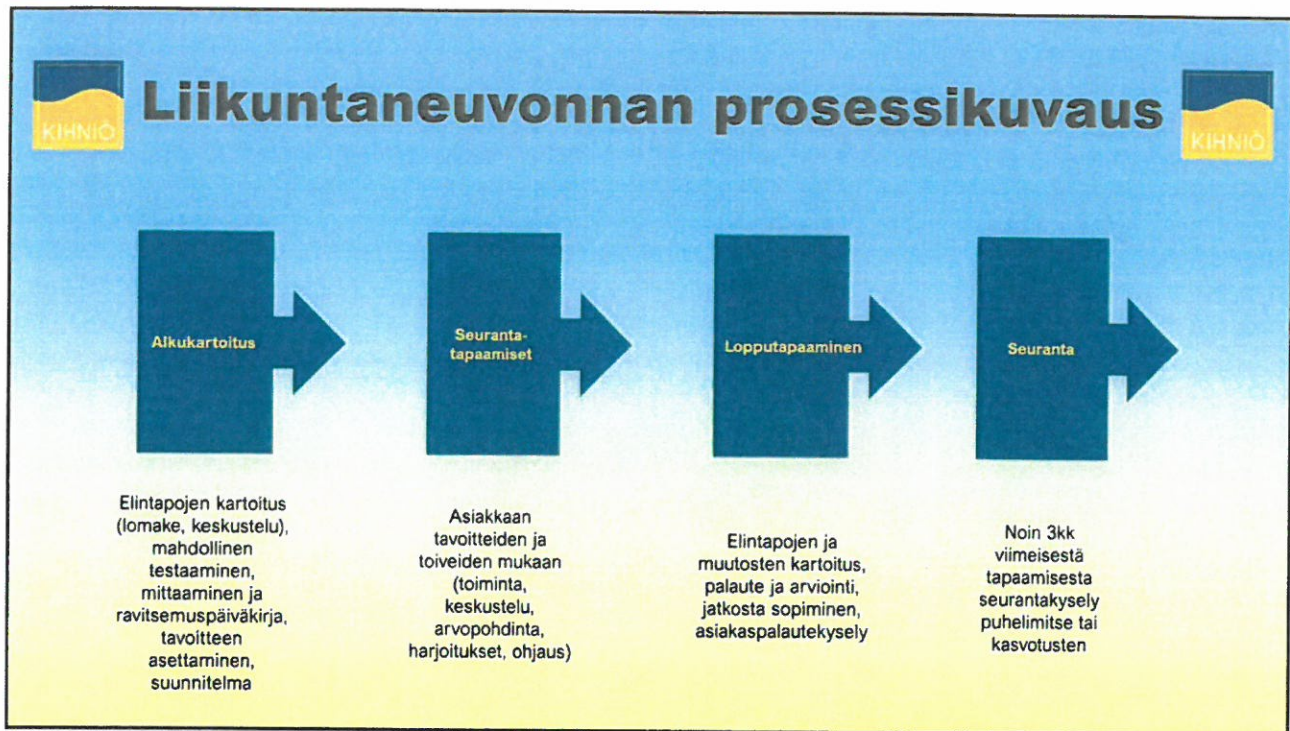 KIHNIÖ
Liikuntaneuvonnan prosessikuvaus
KIHNIÖ
Alkukartoitus
Seuranta-
tapaamiset
Lopputapaaminen
Seuranta
Elintapojen kartoitus
(lomake, keskustelu),
mahdollinen
testaaminen,
mittaaminen ja
ravitsemuspäiväkirja,
tavoitteen
asettaminen,
suunnitelma
Asiakkaan
tavoitteiden ja
toiveiden mukaan
(toiminta,
keskustelu,
arvopohdinta,
harjoitukset, ohjaus)
Elintapojen ja
muutosten kartoitus,
palaute ja arviointi,
jatkosta sopiminen,
asiakaspalautekysely
Noin 3kk
viimeisestä
tapaamisesta
seurantakysely
puhelimitse tai
kasvotusten